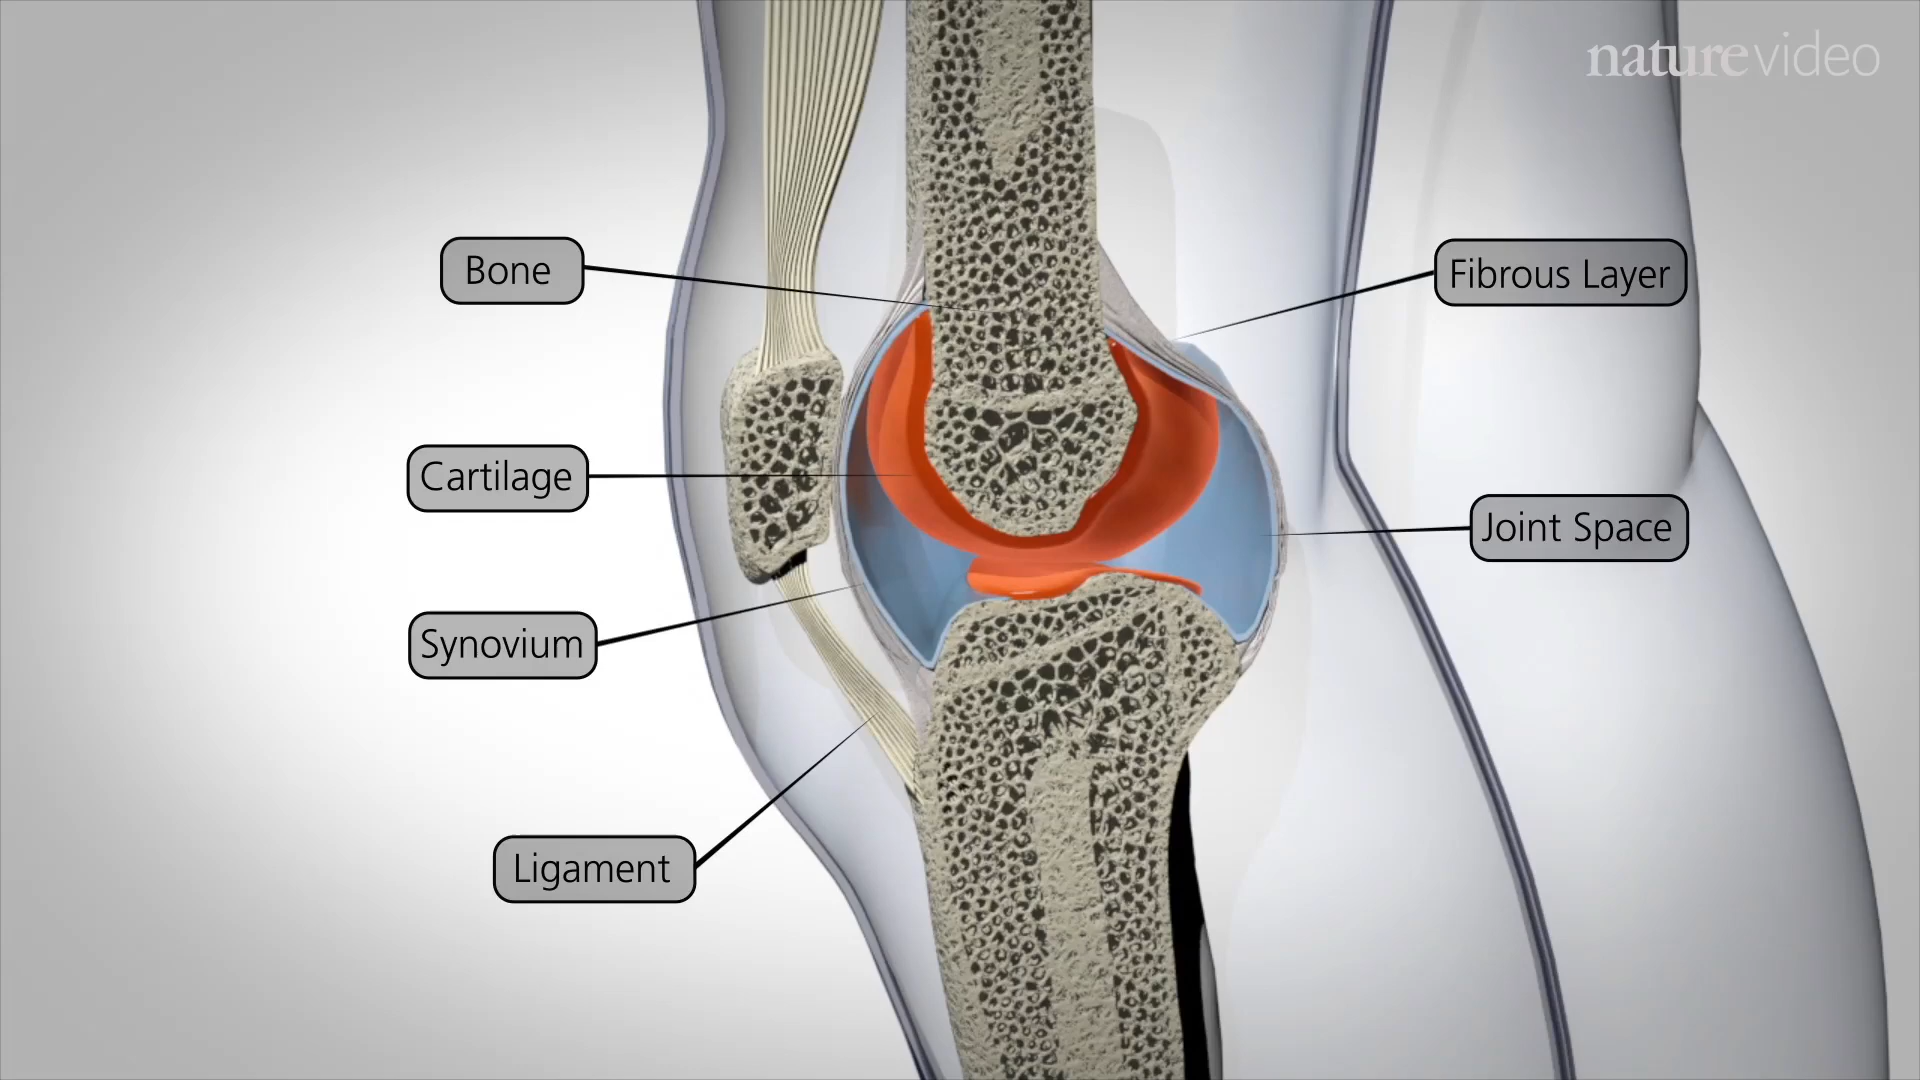 naturevideo
Bone
Fibrous Layer
Cartilage
Joint Space
Synovium
Ligament